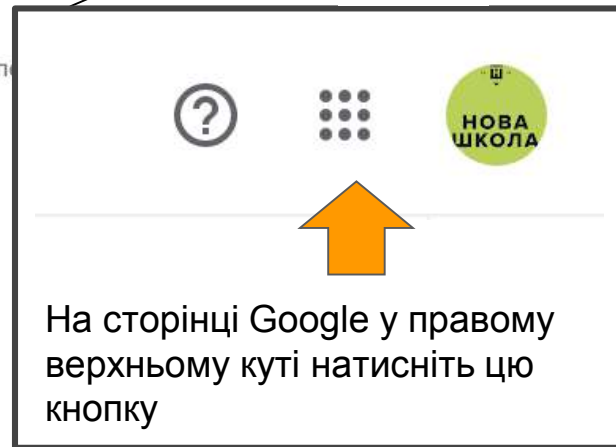 НОВА
ШКОЛА
На сторінці Google у правому
верхньому куті натисніть цю
кнопку